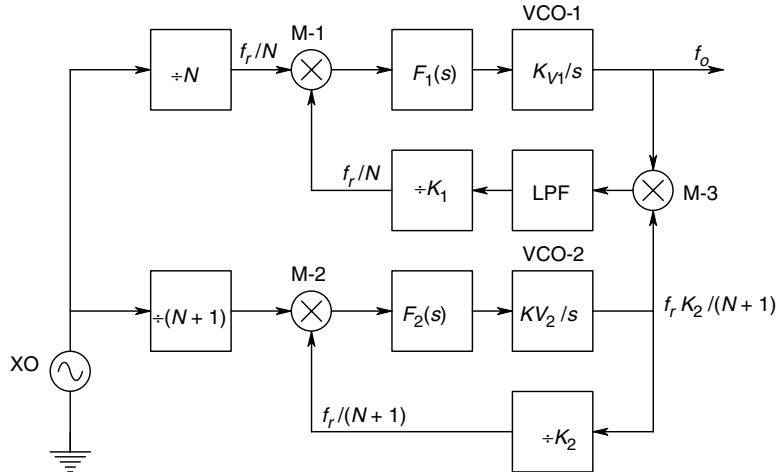 VCO-1
M-1
f_r/N
÷N
F_1(s)
K_V1/s
f_o
f_r/N
÷K_1
LPF
M-3
VCO-2
M-2
÷(N + 1)
F_2(s)
KV_2/s
f_r K_2/(N + 1)
XO
f_r/(N + 1)
÷K_2